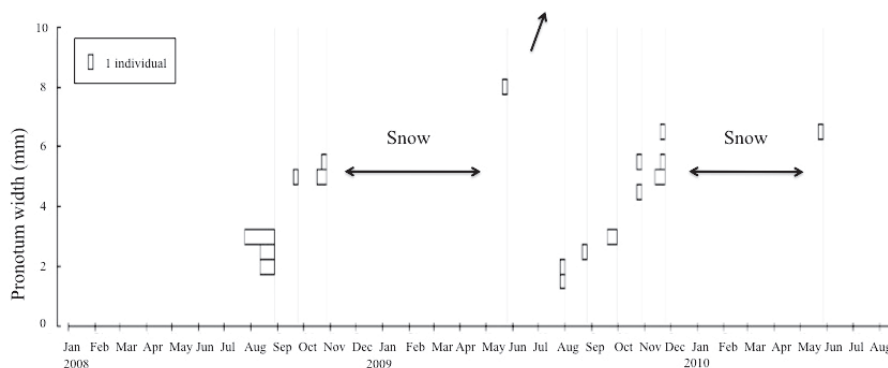 10
1 individual
8
Snow
Snow
6
4
2
0
Pronotum width (mm)
Jan Feb Mar Apr May Jun Jul Aug Sep Oct Nov Dec Jan Feb Mar Apr May Jun Jul Aug Sep Oct Nov Dec Jan Feb Mar Apr May Jun Jul Aug
2008 2009 2010